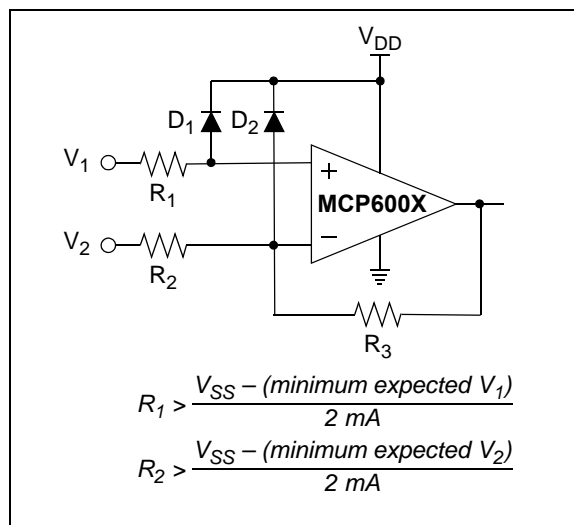 V_DD
D_1 D_2
V_1
R_1
+
MCP600X
V_2
R_2
–
R_3
R_1 > V_SS – (minimum expected V_1) / 2 mA
R_2 > V_SS – (minimum expected V_2) / 2 mA